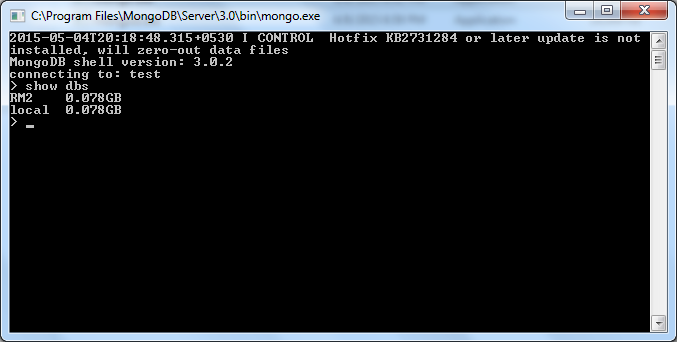 C:\Program Files\MongoDB\Server\3.0\bin\mongo.exe
2015-05-04T20:18:48.315+0530 I CONTROL  Hotfix KB2731284 or later update is not
installed, will zero-out data files
MongoDB shell version: 3.0.2
connecting to: test
> show dbs
RM2    0.078GB
local  0.078GB
> _